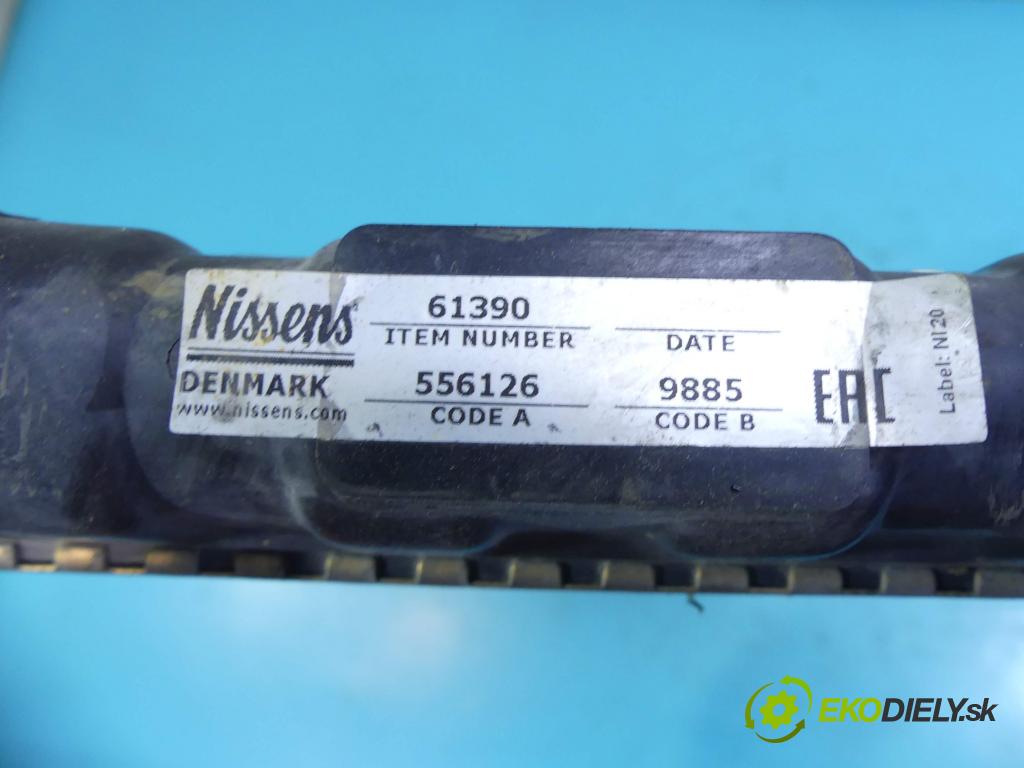 Nissens
DENMARK
www.nissens.com
61390
ITEM NUMBER
DATE
556126
CODE A
9885
CODE B
EAC
Label: NI20
EKODIELY.sk